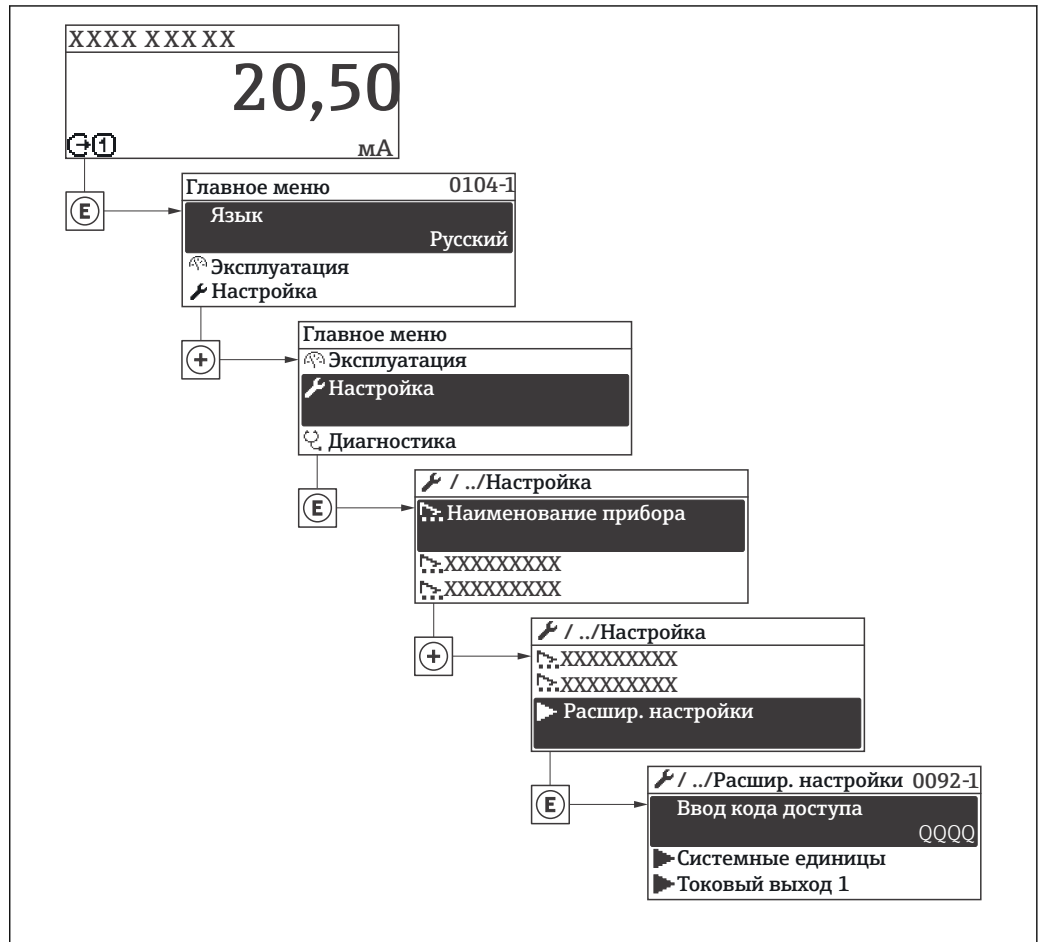 XXXX XXXXX
20,50
1
мА
E
Главное меню 0104-1
Язык
Русский
Эксплуатация
Настройка
+
Главное меню
Эксплуатация
Настройка
Диагностика
E
/ ../Настройка
Наименование прибора
XXXXXXXXX
XXXXXXXXX
+
/ ../Настройка
XXXXXXXXX
XXXXXXXXX
Расшир. настройки
E
/ ../Расшир. настройки 0092-1
Ввод кода доступа
QQQQ
Системные единицы
Токовый выход 1